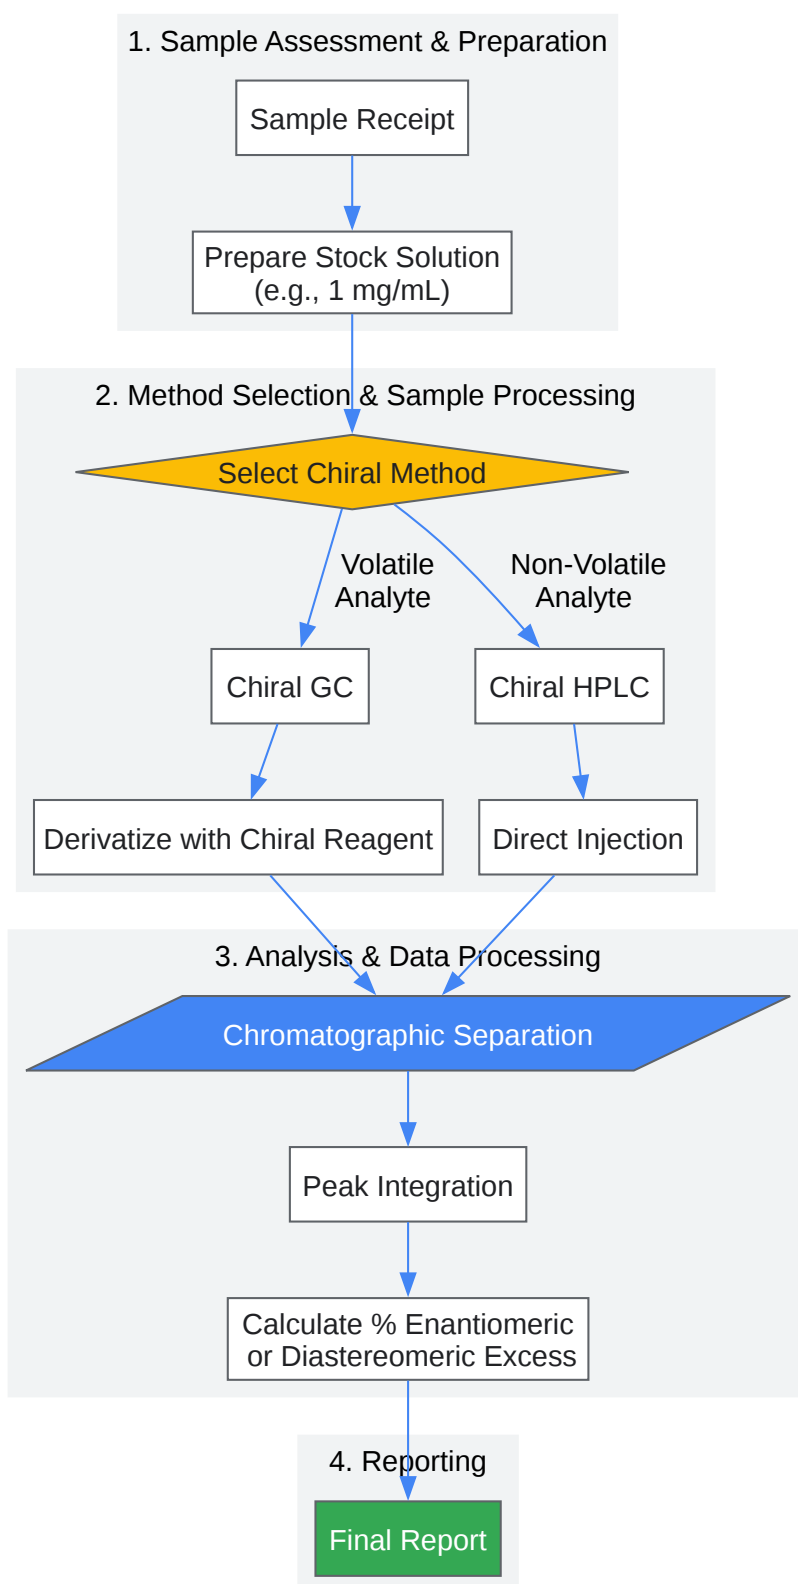 1. Sample Assessment & Preparation
Sample Receipt
Prepare Stock Solution
(e.g., 1 mg/mL)
2. Method Selection & Sample Processing
Select Chiral Method
Volatile
Analyte
Non-Volatile
Analyte
Chiral GC
Chiral HPLC
Derivatize with Chiral Reagent
Direct Injection
3. Analysis & Data Processing
Chromatographic Separation
Peak Integration
Calculate % Enantiomeric
or Diastereomeric Excess
4. Reporting
Final Report